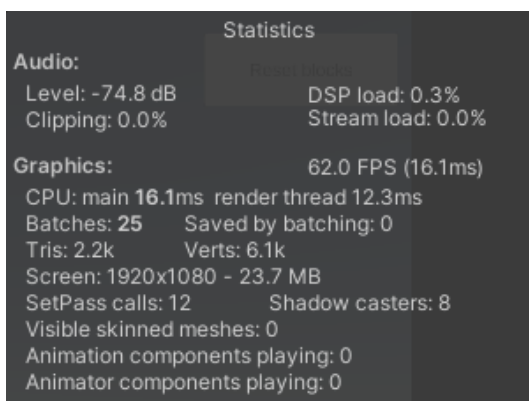 Statistics
Audio:
Reset blocks
Level: -74.8 dB DSP load: 0.3%
Clipping: 0.0% Stream load: 0.0%
Graphics: 62.0 FPS (16.1ms)
CPU: main 16.1ms render thread 12.3ms
Batches: 25 Saved by batching: 0
Tris: 2.2k Verts: 6.1k
Screen: 1920x1080 - 23.7 MB
SetPass calls: 12 Shadow casters: 8
Visible skinned meshes: 0
Animation components playing: 0
Animator components playing: 0